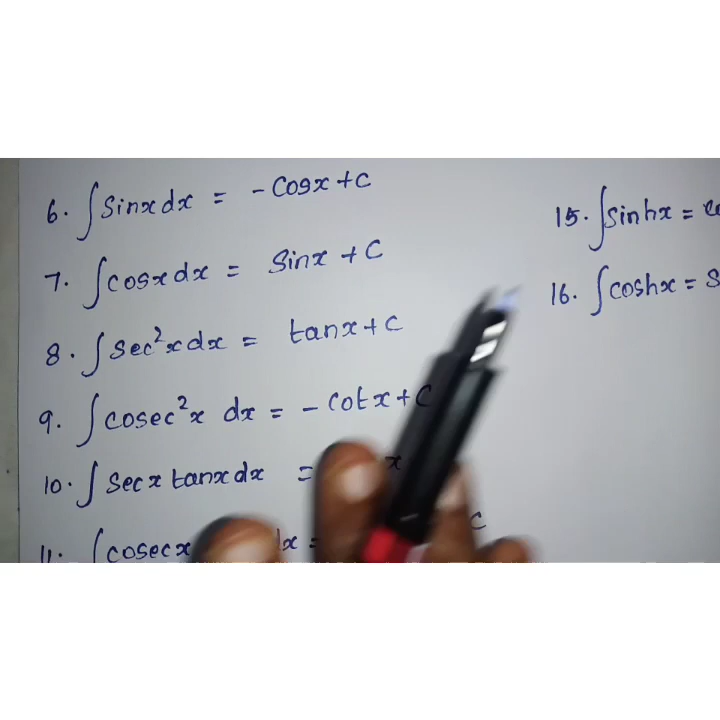 6. ∫ Sinx dx = - Cosx + C
7. ∫ cosx dx = Sinx + C
8. ∫ Sec²x dx = tanx + C
9. ∫ cosec²x dx = - Cotx + C
10. ∫ Secx tanx dx = x
11. ∫ cosecx dx = C
15. ∫ Sinhx =
16. ∫ coshx = S